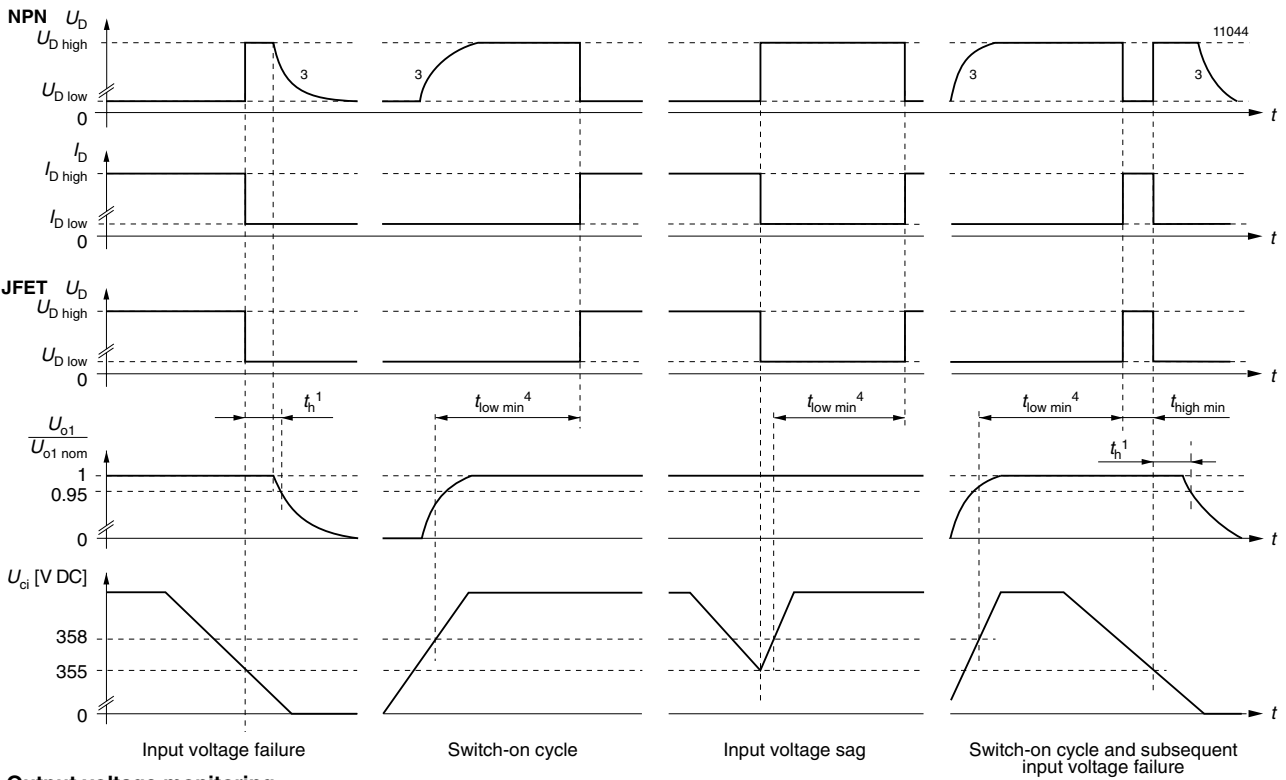 NPN U_D
U_D high
11044
3
3
3
3
U_D low
0
t
I_D
I_D high
I_D low
0
t
JFET U_D
U_D high
U_D low
0
t
t_h^1
t_low min^4
t_low min^4
t_low min^4
t_high min
U_o1
U_o1 nom
t_h^1
1
0.95
0
t
U_ci [V DC]
358
355
0
t
Input voltage failure
Switch-on cycle
Input voltage sag
Switch-on cycle and subsequent
input voltage failure